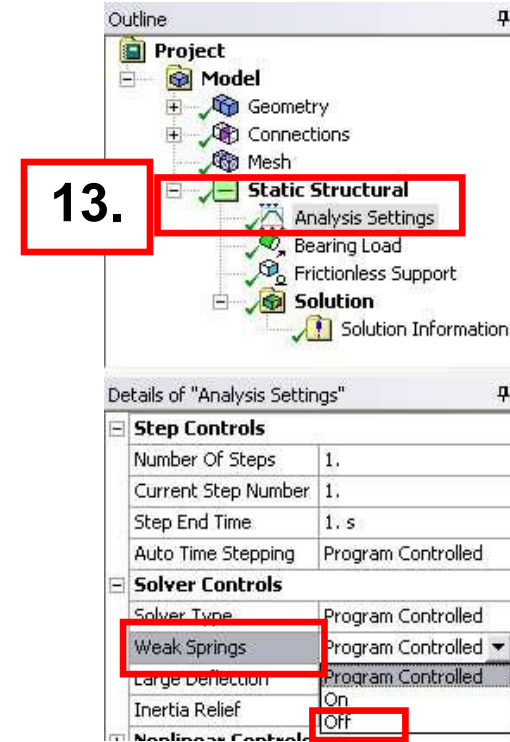 Outline
Project
Model
Geometry
Connections
Mesh
13.
Static Structural
Analysis Settings
Bearing Load
Frictionless Support
Solution
Solution Information
Details of "Analysis Settings"
Step Controls
Number Of Steps 1.
Current Step Number 1.
Step End Time 1. s
Auto Time Stepping Program Controlled
Solver Controls
Solver Type Program Controlled
Weak Springs Program Controlled
Large Deflection Program Controlled
On
Inertia Relief Off
Nonlinear Controls